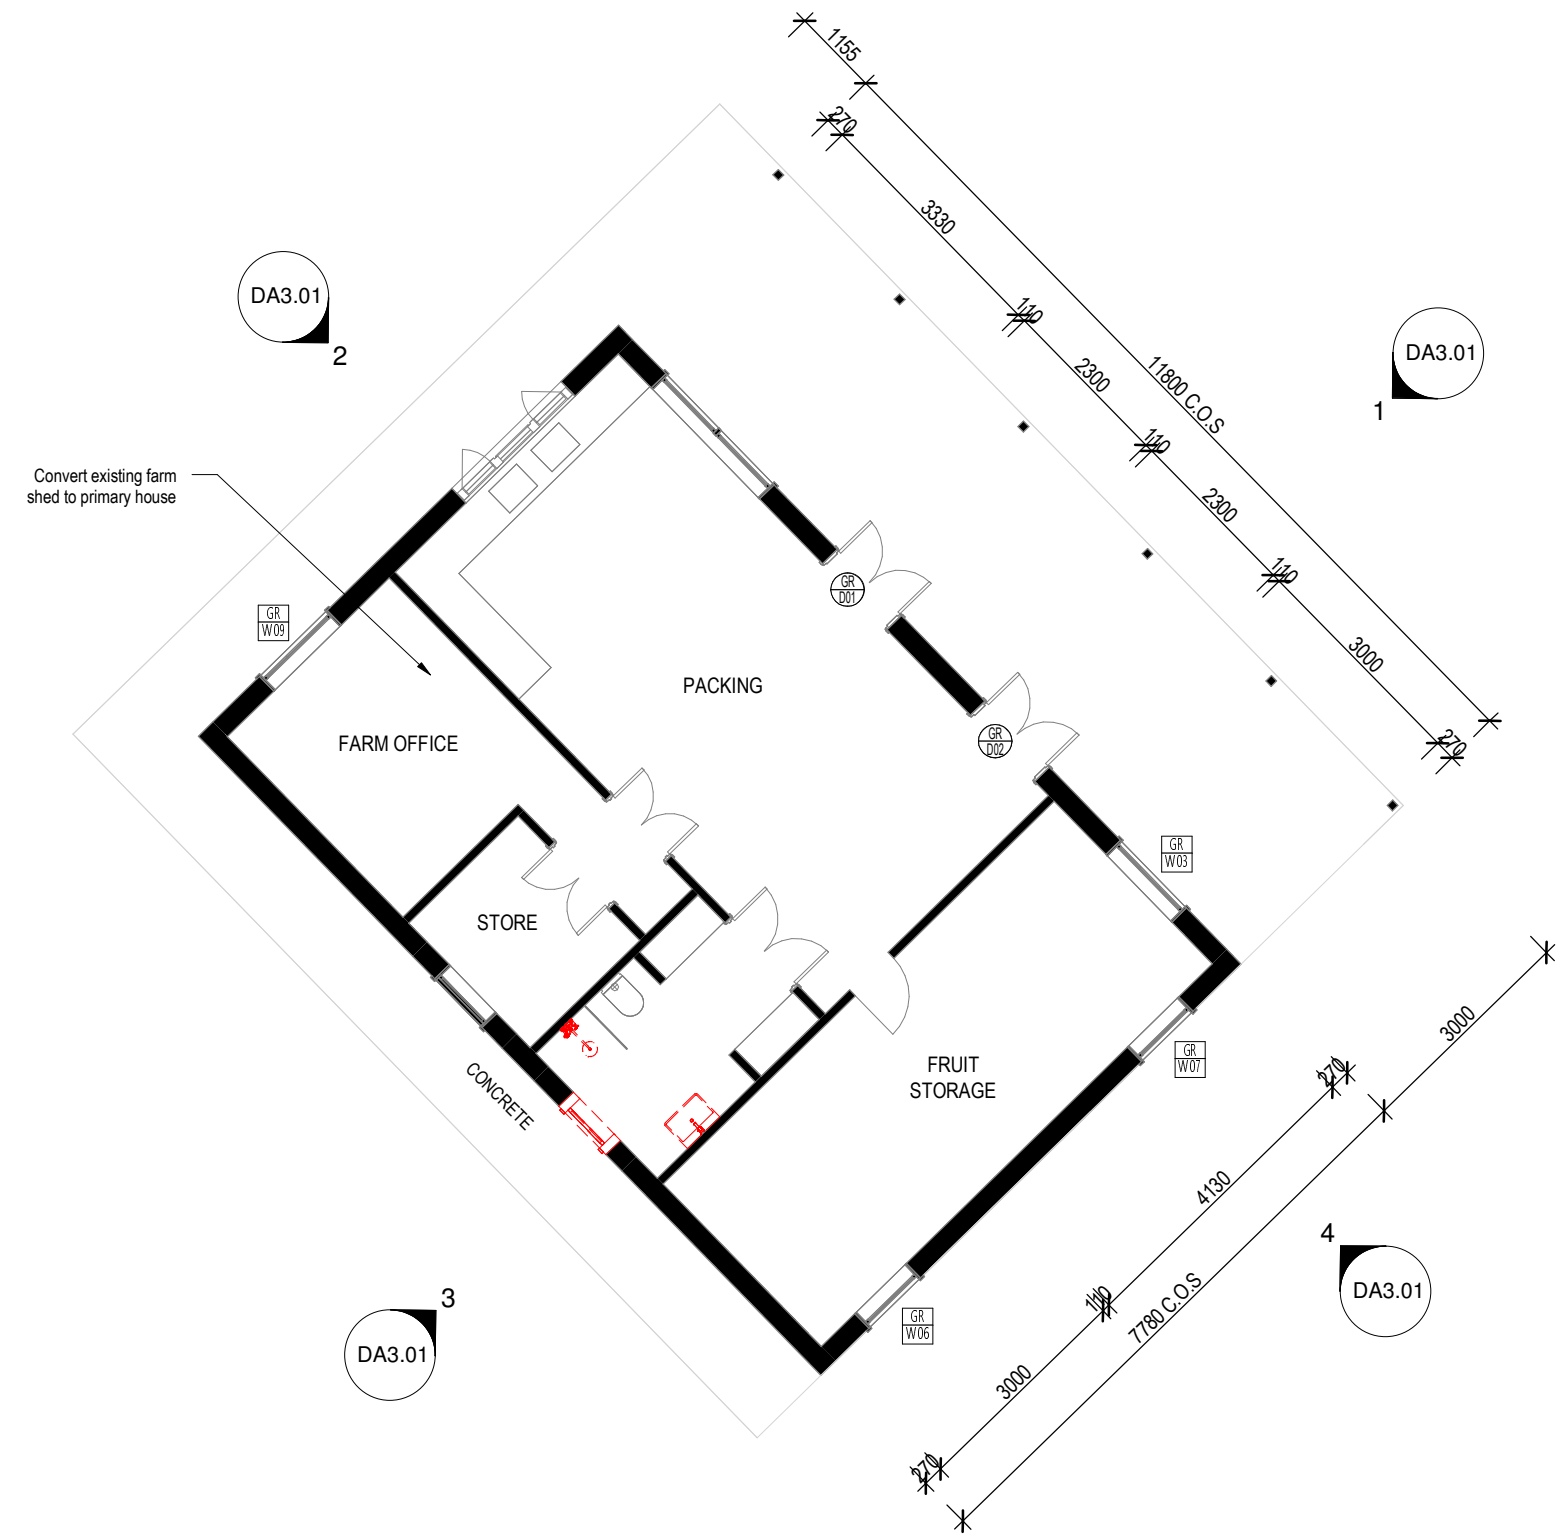 1155
270
3330
110
2300
11800 C.O.S
110
2300
110
3000
270
DA3.01
2
DA3.01
1
Convert existing farm
shed to primary house
GR
W09
GR
D01
PACKING
FARM OFFICE
GR
D02
GR
W03
STORE
CONCRETE
FRUIT
STORAGE
GR
W07
3000
270
4130
7780 C.O.S
110
3000
270
4
DA3.01
3
DA3.01
GR
W06